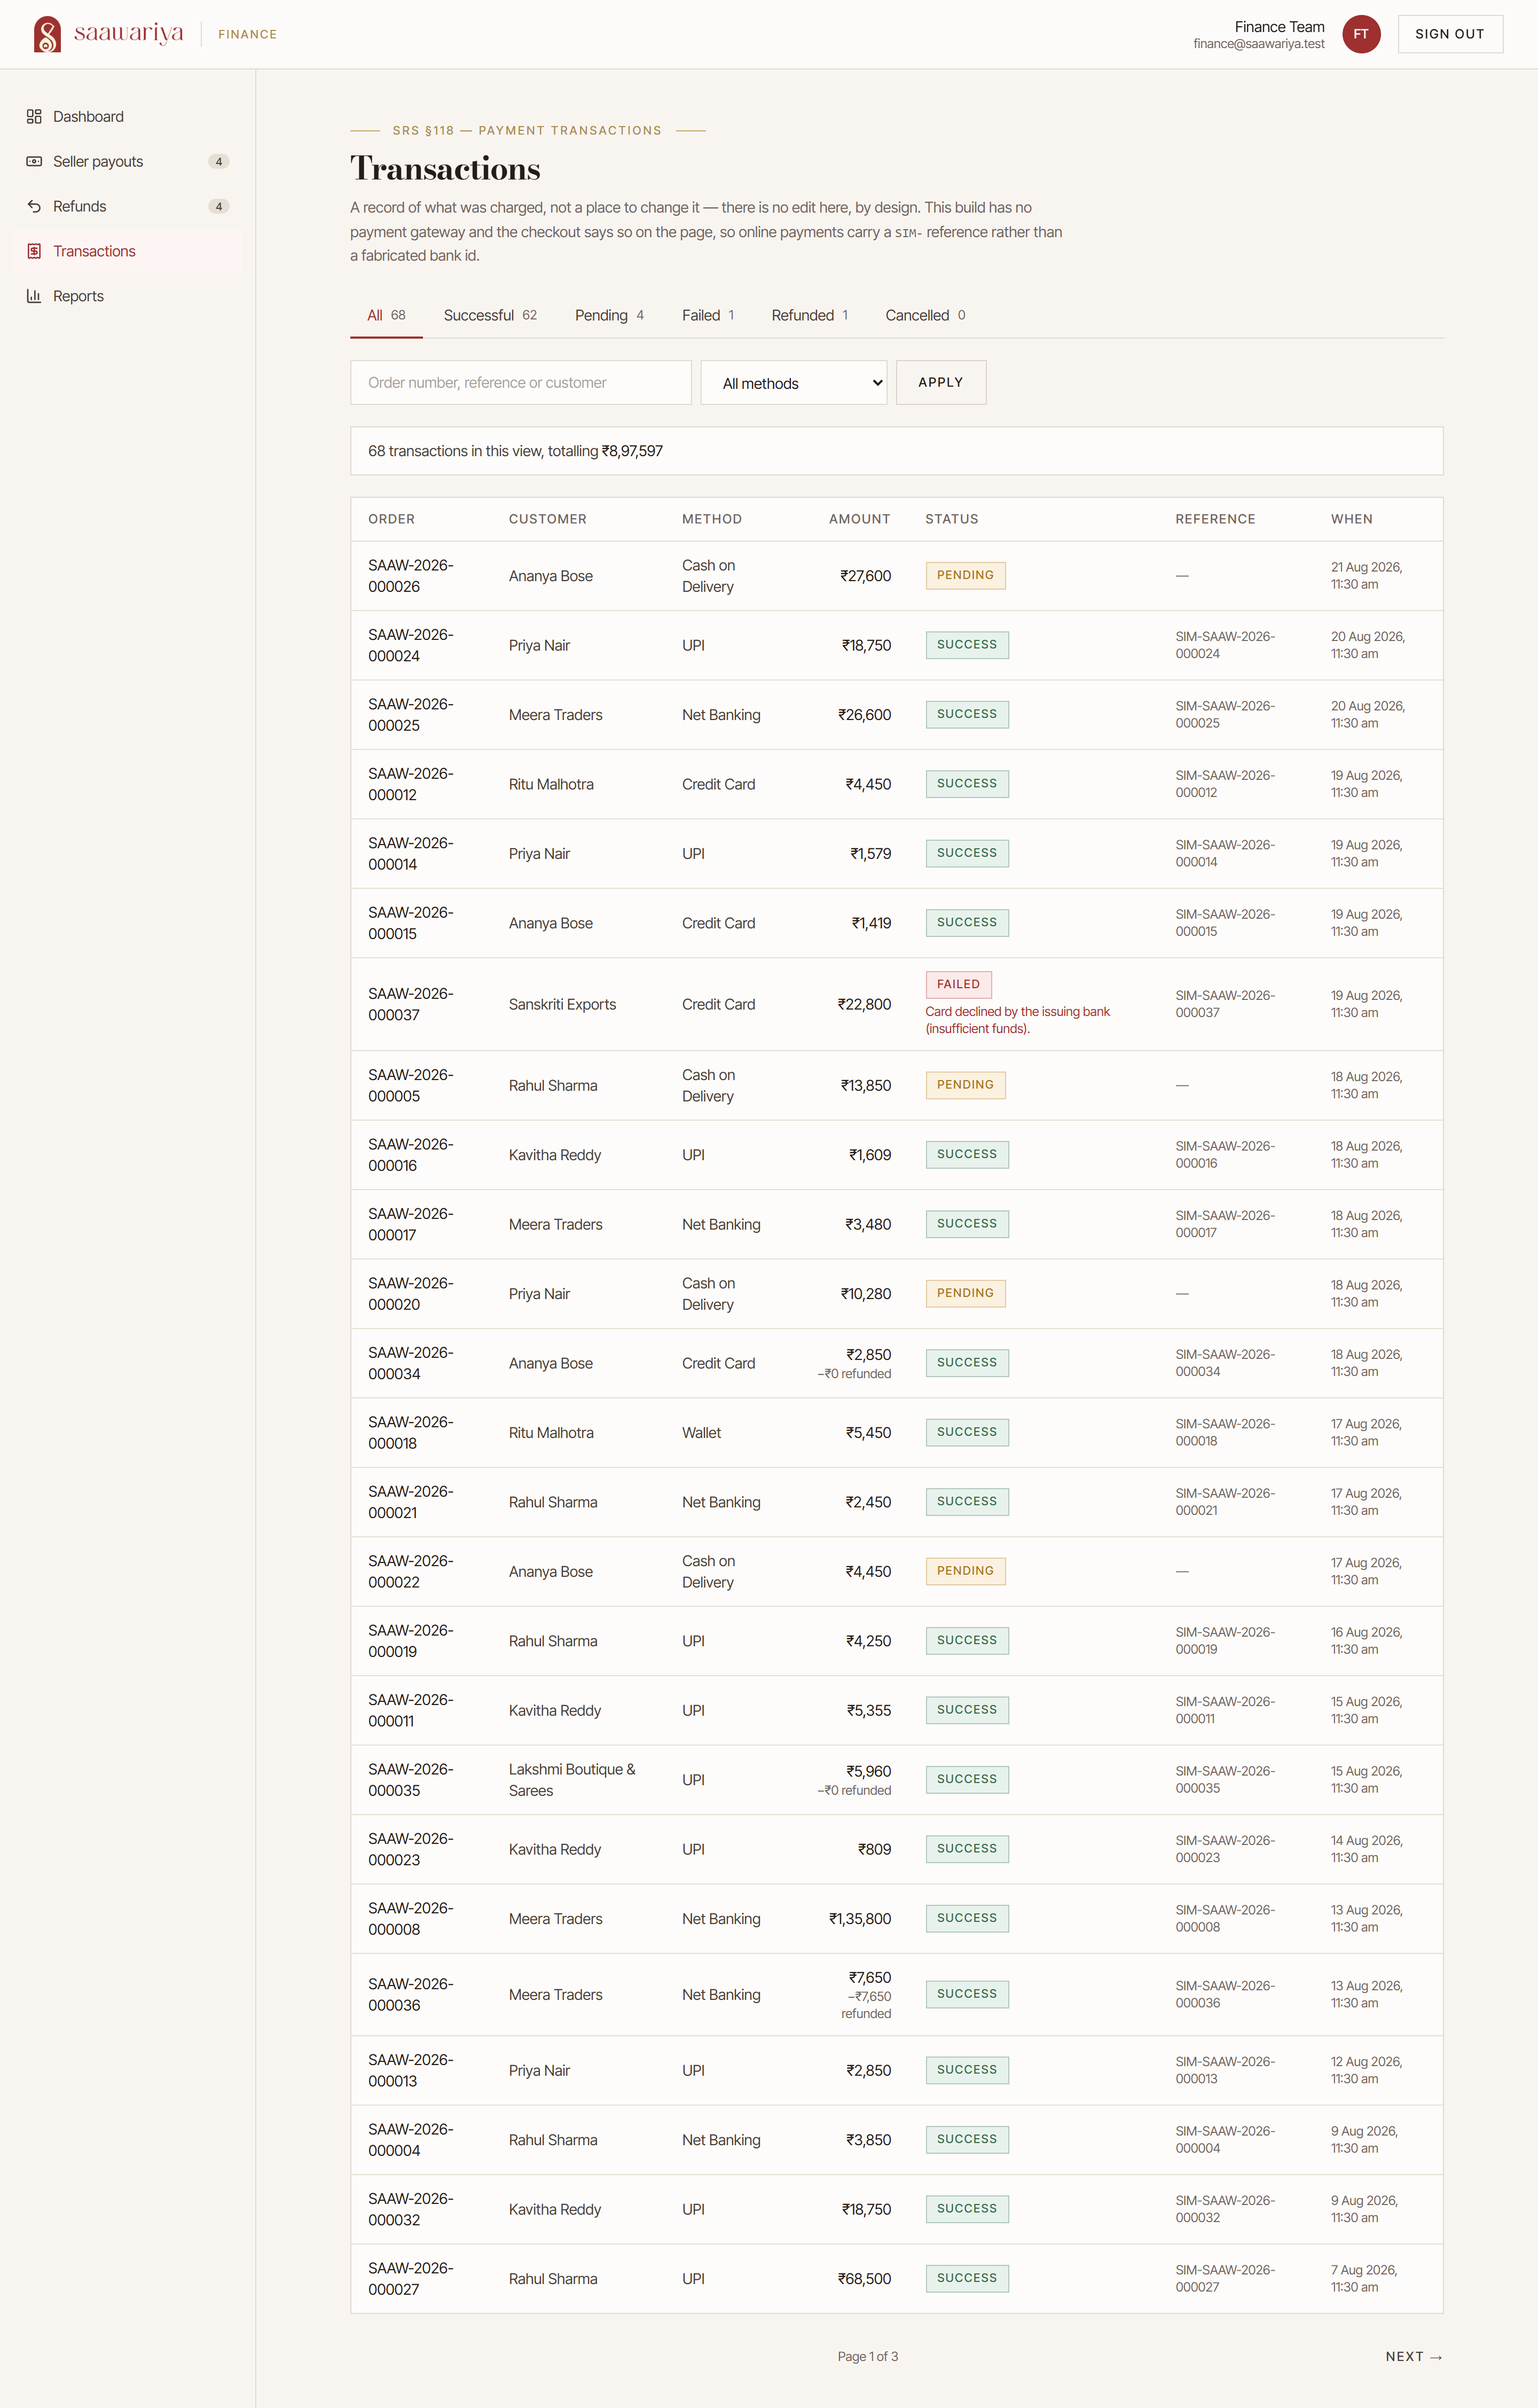 saawariya
FINANCE
Finance Team
finance@saawariya.test
FT
SIGN OUT
Dashboard
Seller payouts 4
Refunds 4
Transactions
Reports
SRS §118 — PAYMENT TRANSACTIONS
Transactions
A record of what was charged, not a place to change it — there is no edit here, by design. This build has no
payment gateway and the checkout says so on the page, so online payments carry a SIM- reference rather than
a fabricated bank id.
All 68 Successful 62 Pending 4 Failed 1 Refunded 1 Cancelled 0
Order number, reference or customer
All methods
APPLY
68 transactions in this view, totalling ₹8,97,597
ORDER CUSTOMER METHOD AMOUNT STATUS REFERENCE WHEN
SAAW-2026-
000026
Ananya Bose
Cash on
Delivery
₹27,600
PENDING
—
21 Aug 2026,
11:30 am
SAAW-2026-
000024
Priya Nair
UPI
₹18,750
SUCCESS
SIM-SAAW-2026-
000024
20 Aug 2026,
11:30 am
SAAW-2026-
000025
Meera Traders
Net Banking
₹26,600
SUCCESS
SIM-SAAW-2026-
000025
20 Aug 2026,
11:30 am
SAAW-2026-
000012
Ritu Malhotra
Credit Card
₹4,450
SUCCESS
SIM-SAAW-2026-
000012
19 Aug 2026,
11:30 am
SAAW-2026-
000014
Priya Nair
UPI
₹1,579
SUCCESS
SIM-SAAW-2026-
000014
19 Aug 2026,
11:30 am
SAAW-2026-
000015
Ananya Bose
Credit Card
₹1,419
SUCCESS
SIM-SAAW-2026-
000015
19 Aug 2026,
11:30 am
SAAW-2026-
000037
Sanskriti Exports
Credit Card
₹22,800
FAILED
Card declined by the issuing bank
(insufficient funds).
SIM-SAAW-2026-
000037
19 Aug 2026,
11:30 am
SAAW-2026-
000005
Rahul Sharma
Cash on
Delivery
₹13,850
PENDING
—
18 Aug 2026,
11:30 am
SAAW-2026-
000016
Kavitha Reddy
UPI
₹1,609
SUCCESS
SIM-SAAW-2026-
000016
18 Aug 2026,
11:30 am
SAAW-2026-
000017
Meera Traders
Net Banking
₹3,480
SUCCESS
SIM-SAAW-2026-
000017
18 Aug 2026,
11:30 am
SAAW-2026-
000020
Priya Nair
Cash on
Delivery
₹10,280
PENDING
—
18 Aug 2026,
11:30 am
SAAW-2026-
000034
Ananya Bose
Credit Card
₹2,850
−₹0 refunded
SUCCESS
SIM-SAAW-2026-
000034
18 Aug 2026,
11:30 am
SAAW-2026-
000018
Ritu Malhotra
Wallet
₹5,450
SUCCESS
SIM-SAAW-2026-
000018
17 Aug 2026,
11:30 am
SAAW-2026-
000021
Rahul Sharma
Net Banking
₹2,450
SUCCESS
SIM-SAAW-2026-
000021
17 Aug 2026,
11:30 am
SAAW-2026-
000022
Ananya Bose
Cash on
Delivery
₹4,450
PENDING
—
17 Aug 2026,
11:30 am
SAAW-2026-
000019
Rahul Sharma
UPI
₹4,250
SUCCESS
SIM-SAAW-2026-
000019
16 Aug 2026,
11:30 am
SAAW-2026-
000011
Kavitha Reddy
UPI
₹5,355
SUCCESS
SIM-SAAW-2026-
000011
15 Aug 2026,
11:30 am
SAAW-2026-
000035
Lakshmi Boutique &
Sarees
UPI
₹5,960
−₹0 refunded
SUCCESS
SIM-SAAW-2026-
000035
15 Aug 2026,
11:30 am
SAAW-2026-
000023
Kavitha Reddy
UPI
₹809
SUCCESS
SIM-SAAW-2026-
000023
14 Aug 2026,
11:30 am
SAAW-2026-
000008
Meera Traders
Net Banking
₹1,35,800
SUCCESS
SIM-SAAW-2026-
000008
13 Aug 2026,
11:30 am
SAAW-2026-
000036
Meera Traders
Net Banking
₹7,650
−₹7,650
refunded
SUCCESS
SIM-SAAW-2026-
000036
13 Aug 2026,
11:30 am
SAAW-2026-
000013
Priya Nair
UPI
₹2,850
SUCCESS
SIM-SAAW-2026-
000013
12 Aug 2026,
11:30 am
SAAW-2026-
000004
Rahul Sharma
Net Banking
₹3,850
SUCCESS
SIM-SAAW-2026-
000004
9 Aug 2026,
11:30 am
SAAW-2026-
000032
Kavitha Reddy
UPI
₹18,750
SUCCESS
SIM-SAAW-2026-
000032
9 Aug 2026,
11:30 am
SAAW-2026-
000027
Rahul Sharma
UPI
₹68,500
SUCCESS
SIM-SAAW-2026-
000027
7 Aug 2026,
11:30 am
Page 1 of 3
NEXT →